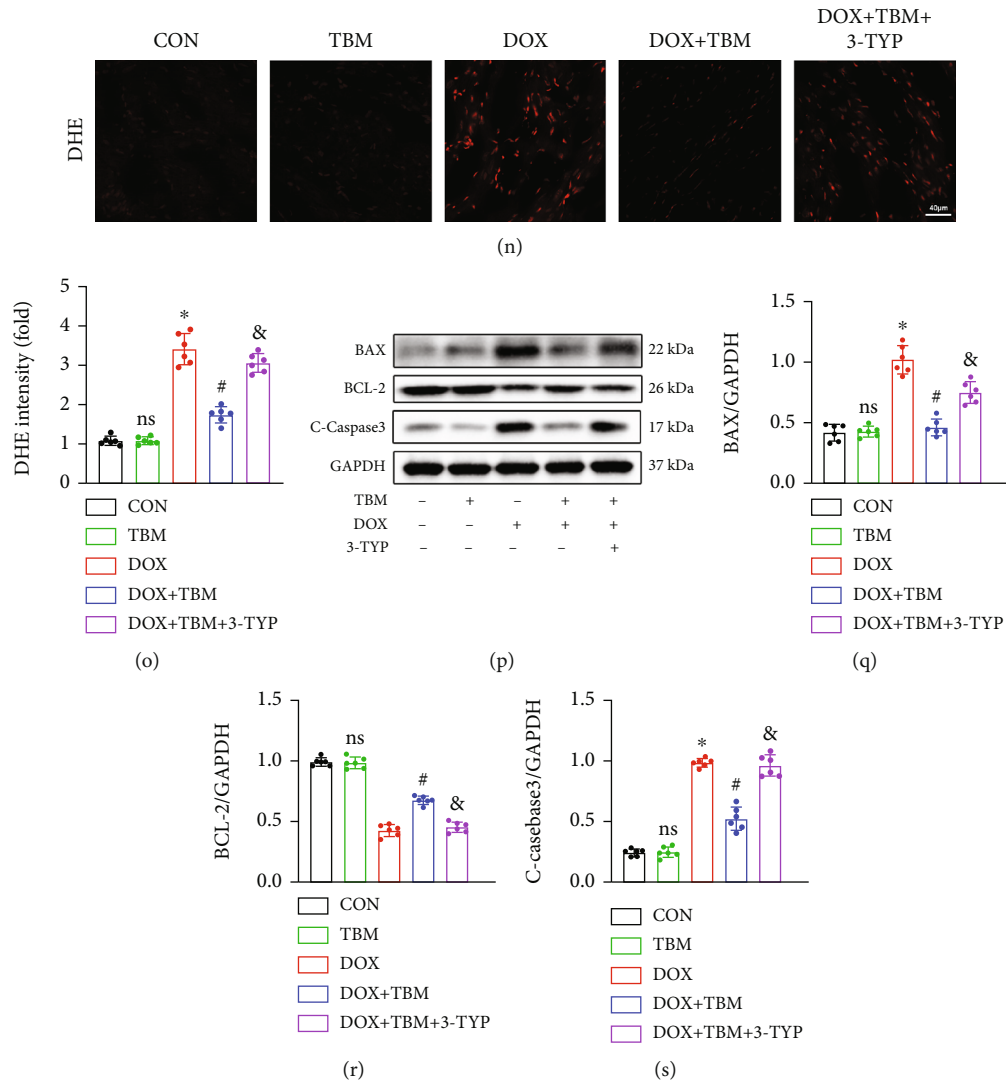 CON TBM DOX DOX+TBM DOX+TBM+
3-TYP
DHE
40μm
(n)
DHE intensity (fold)
5
4
3
2
1
0
ns
*
#
&
CON
TBM
DOX
DOX+TBM
DOX+TBM+3-TYP
(o)
BAX 22 kDa
BCL-2 26 kDa
C-Caspase3 17 kDa
GAPDH 37 kDa
TBM – + + +
DOX – + + +
3-TYP – – – – +
(p)
BAX/GAPDH
1.5
1.0
0.5
0.0
ns
*
#
&
CON
TBM
DOX
DOX+TBM
DOX+TBM+3-TYP
(q)
BCL-2/GAPDH
1.5
1.0
0.5
0.0
ns
#
&
CON
TBM
DOX
DOX+TBM
DOX+TBM+3-TYP
(r)
C-casebase3/GAPDH
1.5
1.0
0.5
0.0
ns
*
#
&
CON
TBM
DOX
DOX+TBM
DOX+TBM+3-TYP
(s)